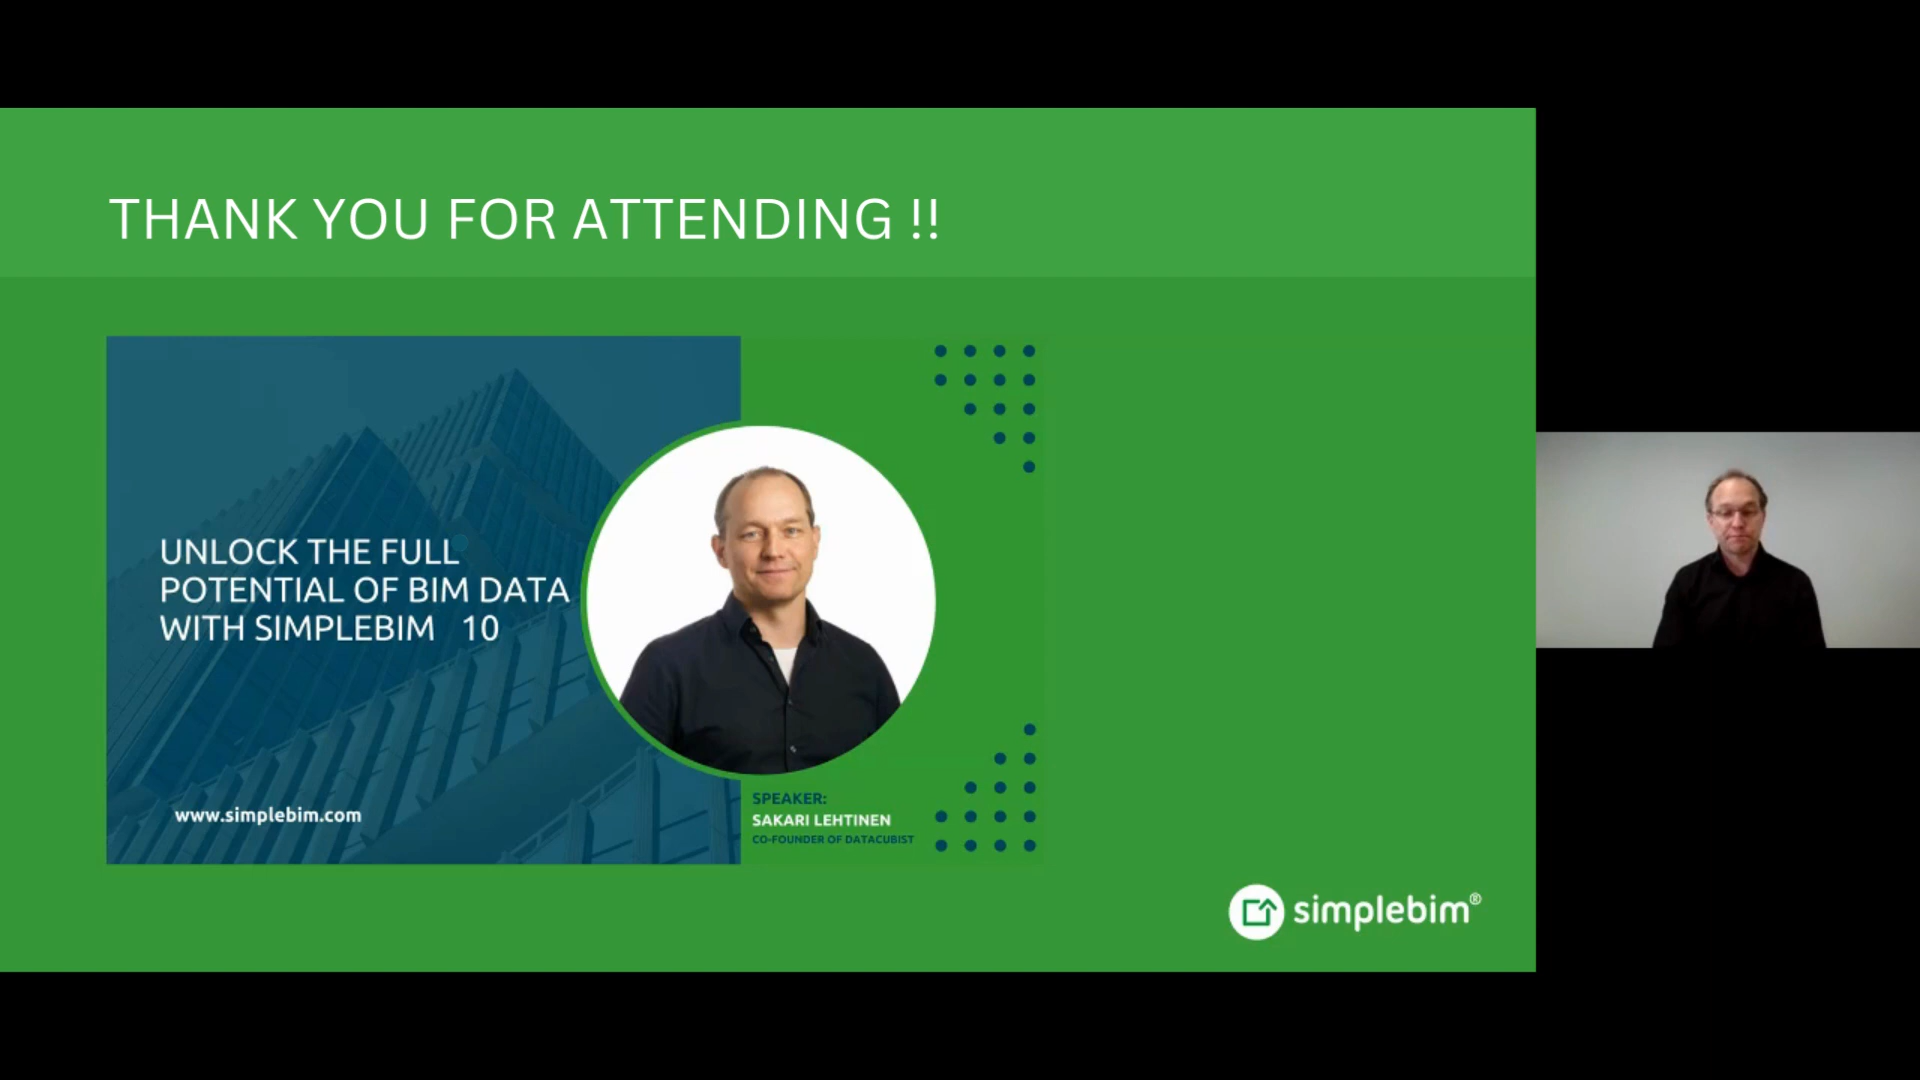 THANK YOU FOR ATTENDING !!
UNLOCK THE FULL
POTENTIAL OF BIM DATA
WITH SIMPLEBIM 10
www.simplebim.com
SPEAKER:
SAKARI LEHTINEN
CO-FOUNDER OF DATACUBIST
simplebim®